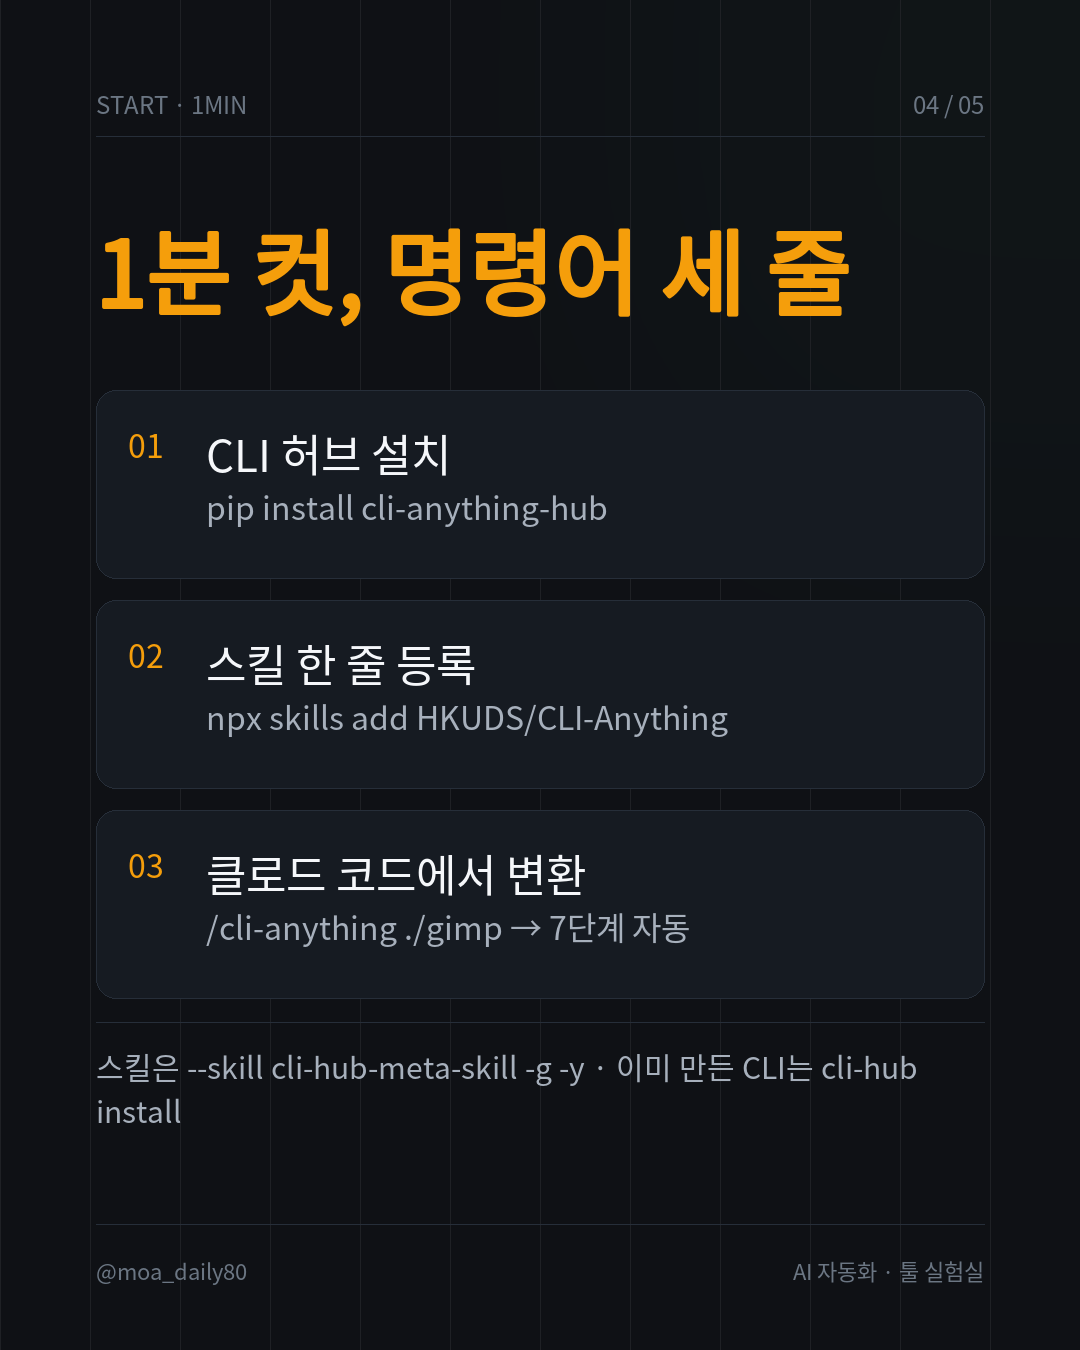 START · 1MIN
04 / 05
1분 컷, 명령어 세 줄
01
CLI 허브 설치
pip install cli-anything-hub
02
스킬 한 줄 등록
npx skills add HKUDS/CLI-Anything
03
클로드 코드에서 변환
/cli-anything ./gimp → 7단계 자동
스킬은 --skill cli-hub-meta-skill -g -y · 이미 만든 CLI는 cli-hub
install
@moa_daily80
AI 자동화 · 툴 실험실